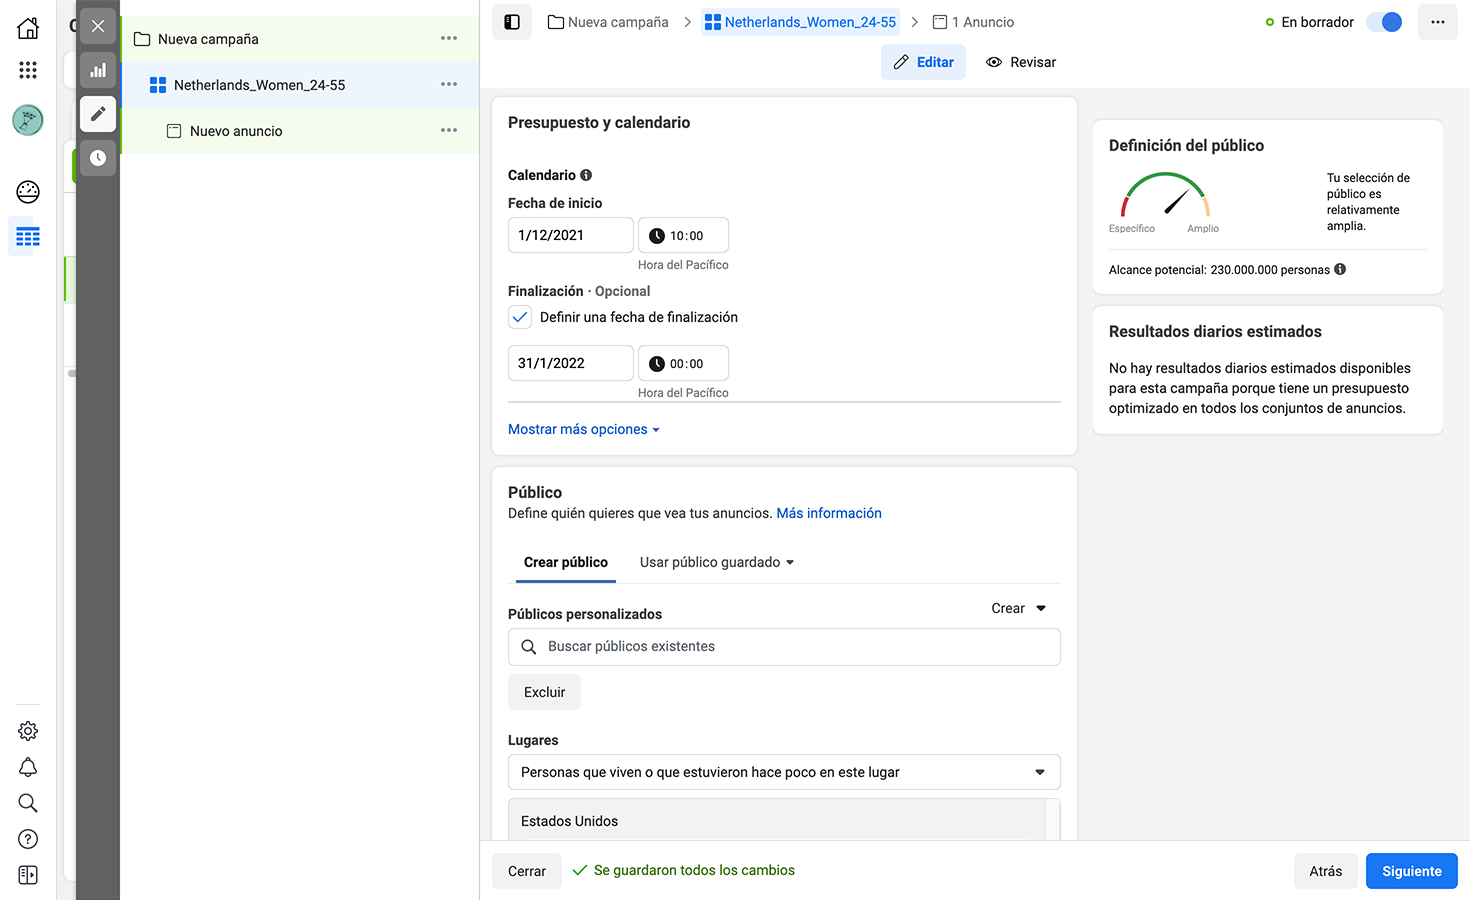 Nueva campaña
Netherlands_Women_24-55
Nuevo anuncio
Nueva campaña
Netherlands_Women_24-55
1 Anuncio
En borrador
Editar
Revisar
Presupuesto y calendario
Calendario
Fecha de inicio
1/12/2021
10:00
Hora del Pacífico
Finalización · Opcional
Definir una fecha de finalización
31/1/2022
00:00
Hora del Pacífico
Mostrar más opciones
Público
Define quién quieres que vea tus anuncios. Más información
Crear público
Usar público guardado
Públicos personalizados
Crear
Buscar públicos existentes
Excluir
Lugares
Personas que viven o que estuvieron hace poco en este lugar
Estados Unidos
Definición del público
Específico
Amplio
Tu selección de
público es
relativamente
amplia.
Alcance potencial: 230.000.000 personas
Resultados diarios estimados
No hay resultados diarios estimados disponibles
para esta campaña porque tiene un presupuesto
optimizado en todos los conjuntos de anuncios.
Cerrar
Se guardaron todos los cambios
Atrás
Siguiente